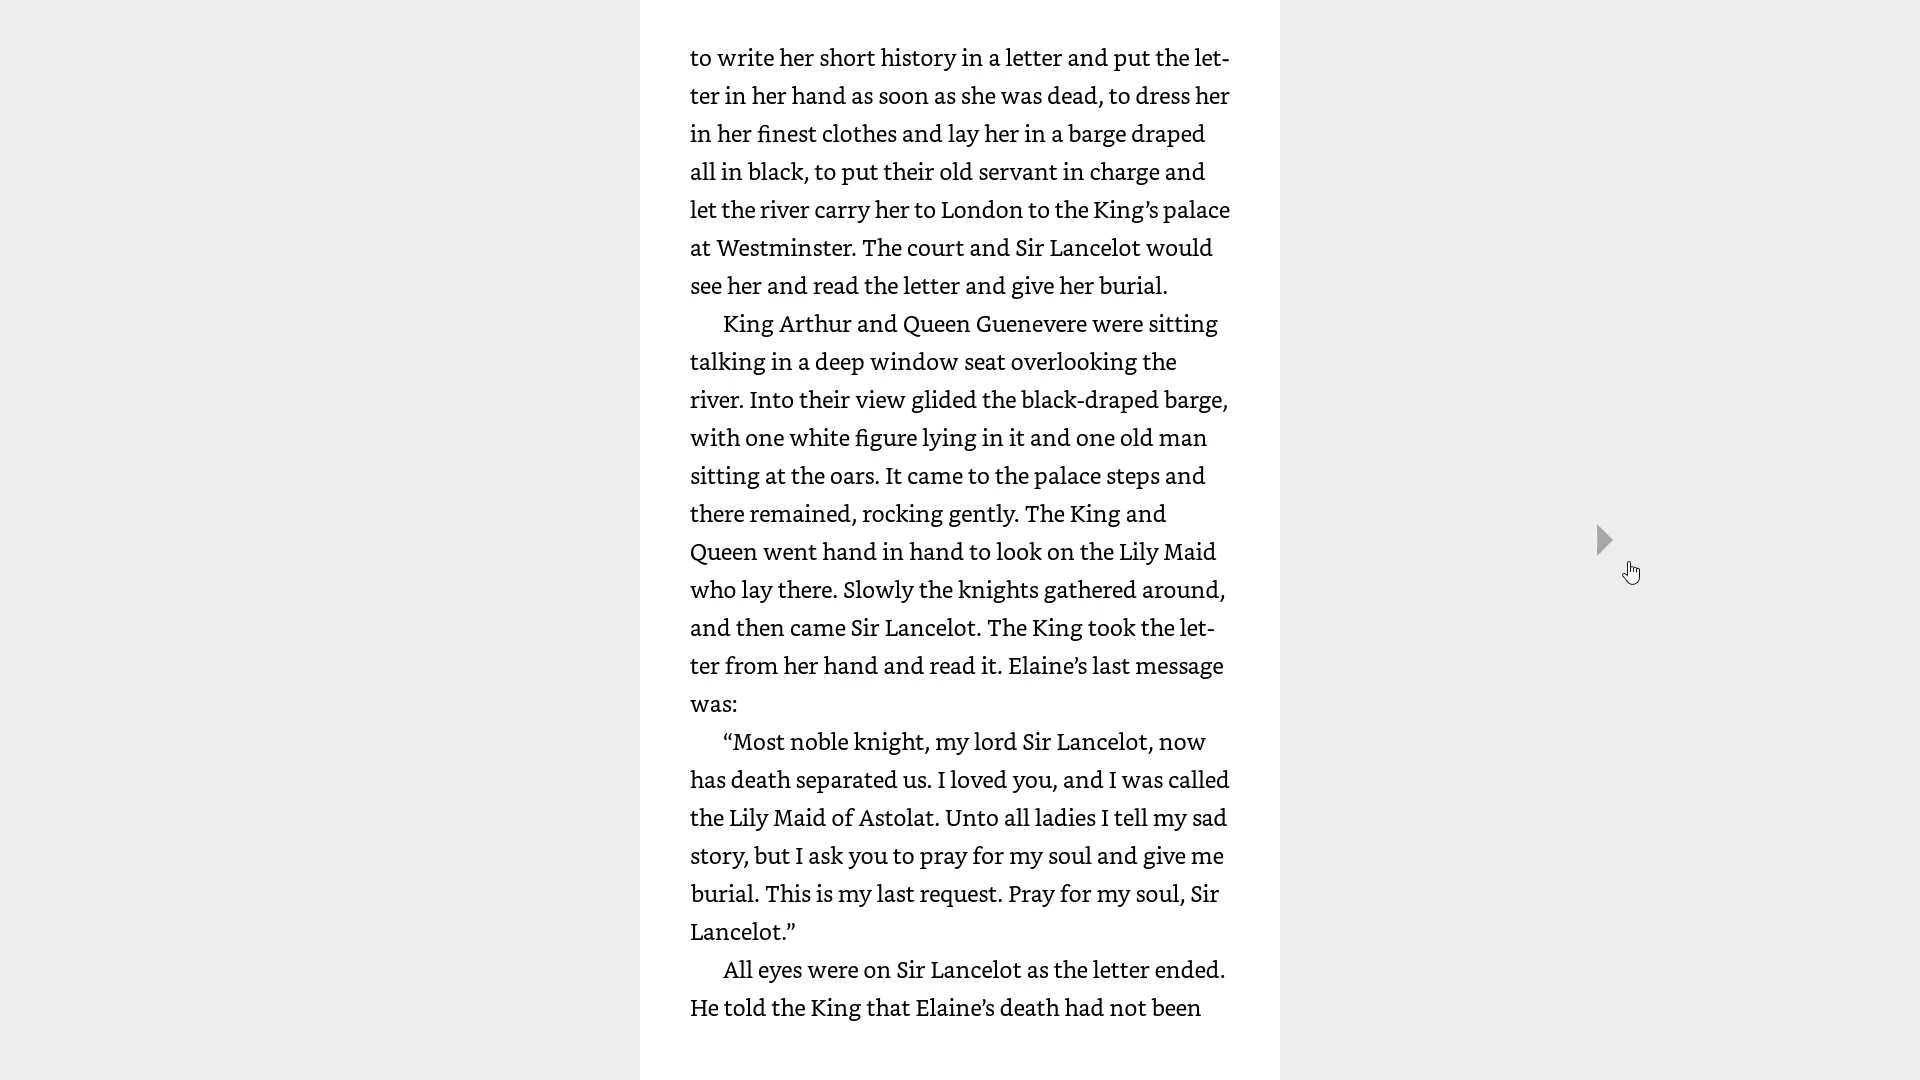 to write her short history in a letter and put the let-
ter in her hand as soon as she was dead, to dress her
in her finest clothes and lay her in a barge draped
all in black, to put their old servant in charge and
let the river carry her to London to the King’s palace
at Westminster. The court and Sir Lancelot would
see her and read the letter and give her burial.
King Arthur and Queen Guenevere were sitting
talking in a deep window seat overlooking the
river. Into their view glided the black-draped barge,
with one white figure lying in it and one old man
sitting at the oars. It came to the palace steps and
there remained, rocking gently. The King and
Queen went hand in hand to look on the Lily Maid
who lay there. Slowly the knights gathered around,
and then came Sir Lancelot. The King took the let-
ter from her hand and read it. Elaine’s last message
was:
“Most noble knight, my lord Sir Lancelot, now
has death separated us. I loved you, and I was called
the Lily Maid of Astolat. Unto all ladies I tell my sad
story, but I ask you to pray for my soul and give me
burial. This is my last request. Pray for my soul, Sir
Lancelot.”
All eyes were on Sir Lancelot as the letter ended.
He told the King that Elaine’s death had not been